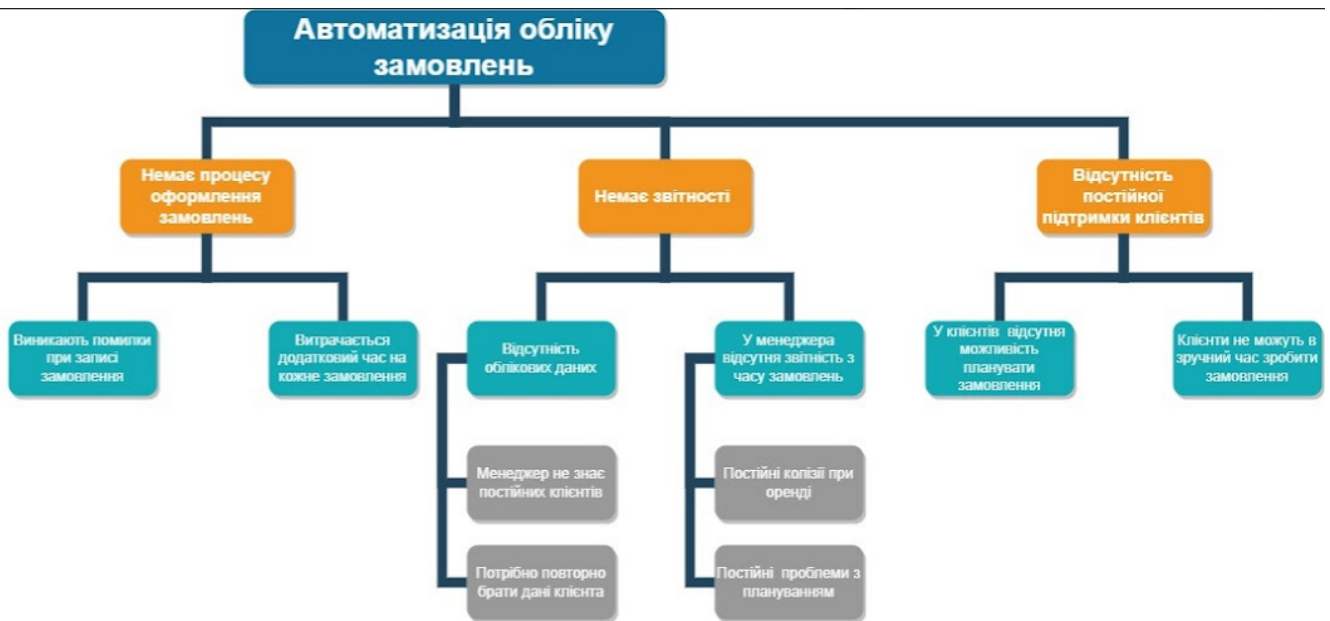 Автоматизація обліку
замовлень
Немає процесу
оформлення
замовлень
Немає звітності
Відсутність
постійної
підтримки клієнтів
Виникають помилки
при записі
замовлення
Витрачається
додатковий час на
кожне замовлення
Відсутність
облікових даних
У менеджера
відсутня звітність з
часу замовлень
У клієнтів відсутня
можливість
планувати
замовлення
Клієнти не можуть в
зручний час зробити
замовлення
Менеджер не знає
постійних клієнтів
Постійні колізії при
оренді
Потрібно повторно
брати дані клієнта
Постійні проблеми з
плануванням